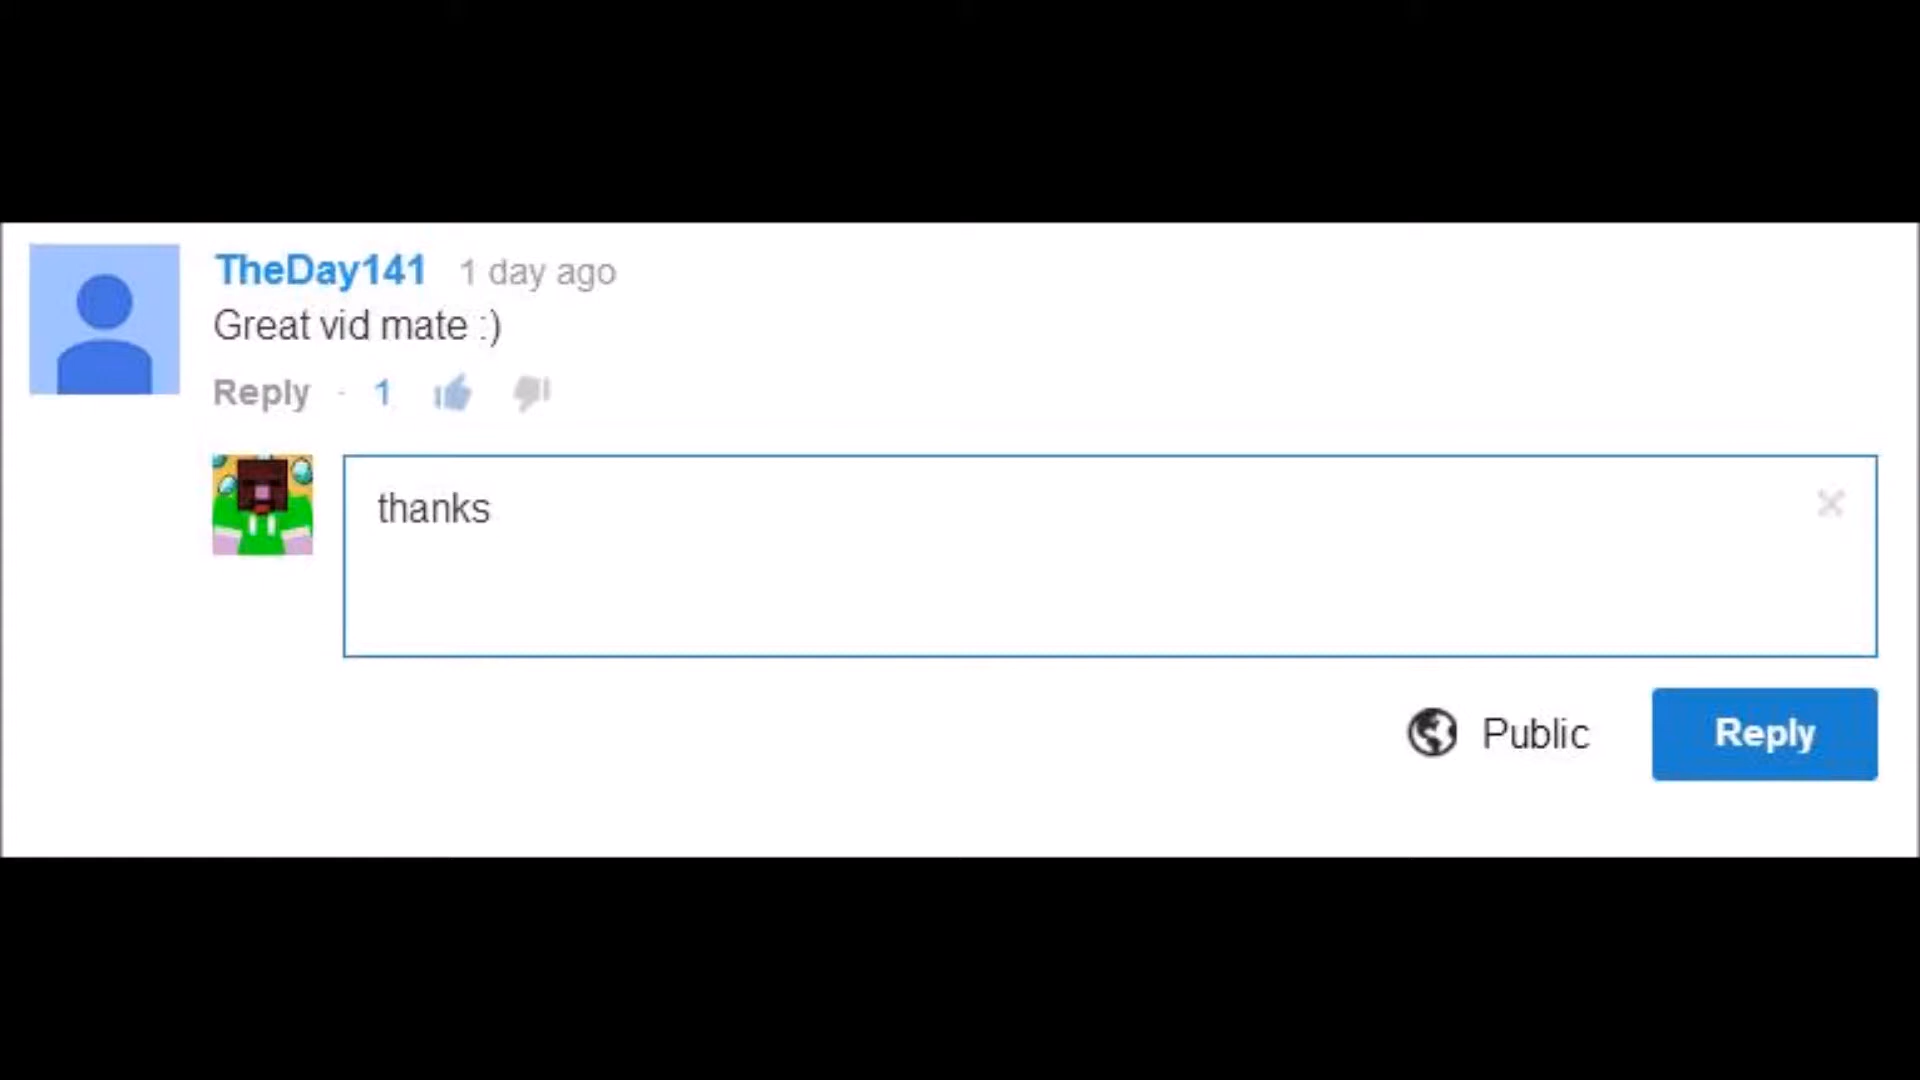 TheDay141 1 day ago
Great vid mate :)
Reply · 1
thanks
Public Reply